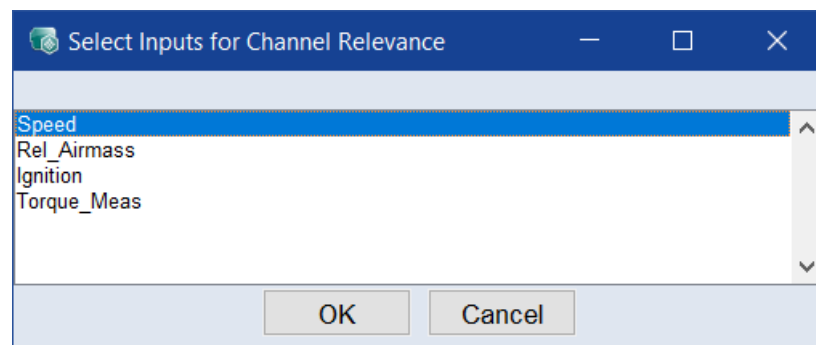 Select Inputs for Channel Relevance
Speed
Rel_Airmass
Ignition
Torque_Meas
OK
Cancel